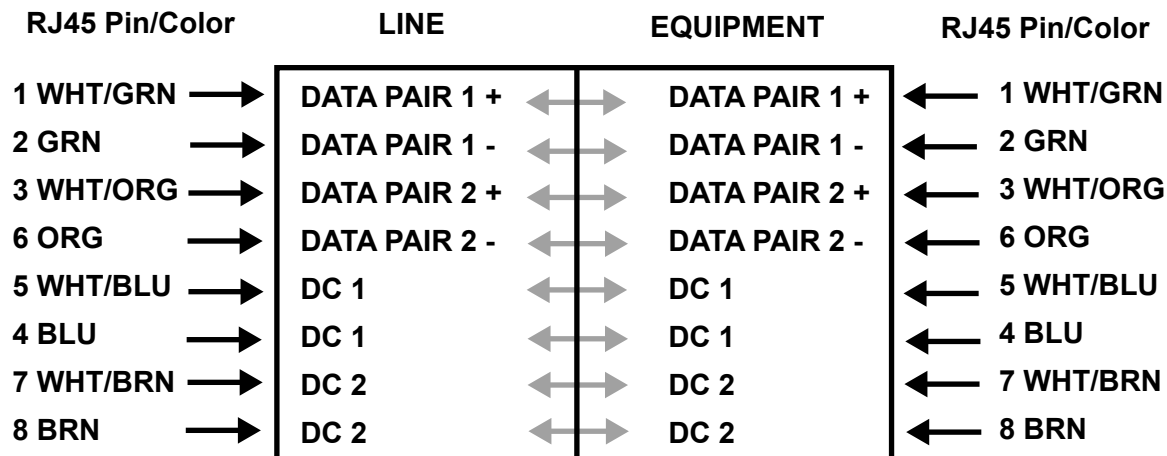 RJ45 Pin/Color LINE EQUIPMENT RJ45 Pin/Color
1 WHT/GRN DATA PAIR 1 + DATA PAIR 1 + 1 WHT/GRN
2 GRN DATA PAIR 1 - DATA PAIR 1 - 2 GRN
3 WHT/ORG DATA PAIR 2 + DATA PAIR 2 + 3 WHT/ORG
6 ORG DATA PAIR 2 - DATA PAIR 2 - 6 ORG
5 WHT/BLU DC 1 DC 1 5 WHT/BLU
4 BLU DC 1 DC 1 4 BLU
7 WHT/BRN DC 2 DC 2 7 WHT/BRN
8 BRN DC 2 DC 2 8 BRN